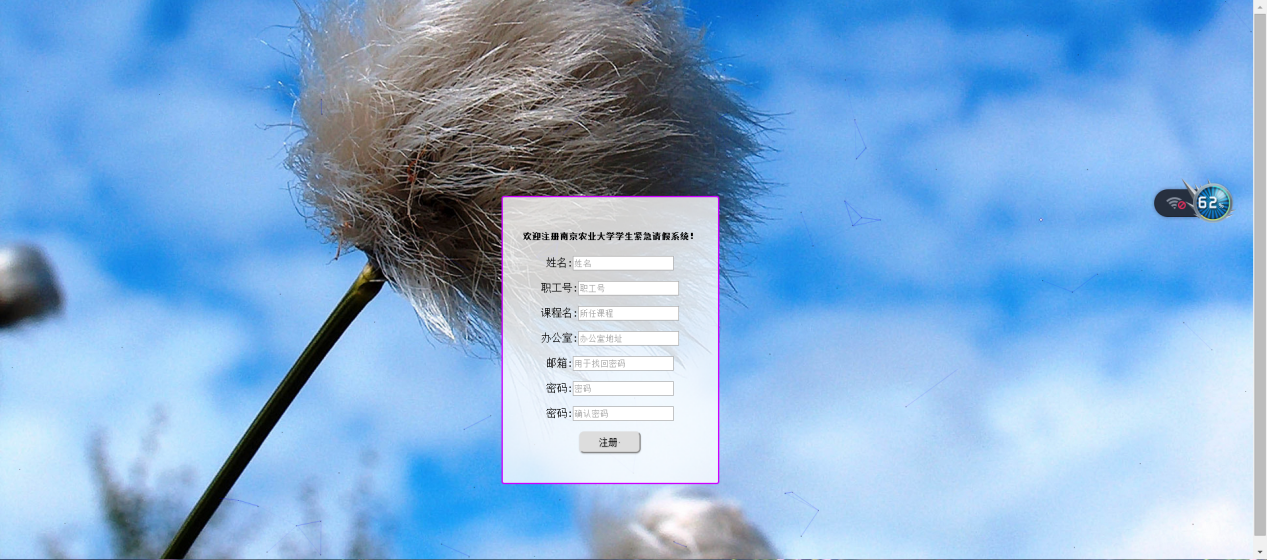 欢迎注册南京农业大学学生紧急请假系统!
姓名:姓名
职工号:职工号
课程名:所任课程
办公室:办公室地址
邮箱:用于找回密码
密码:密码
密码:确认密码
注册
62%